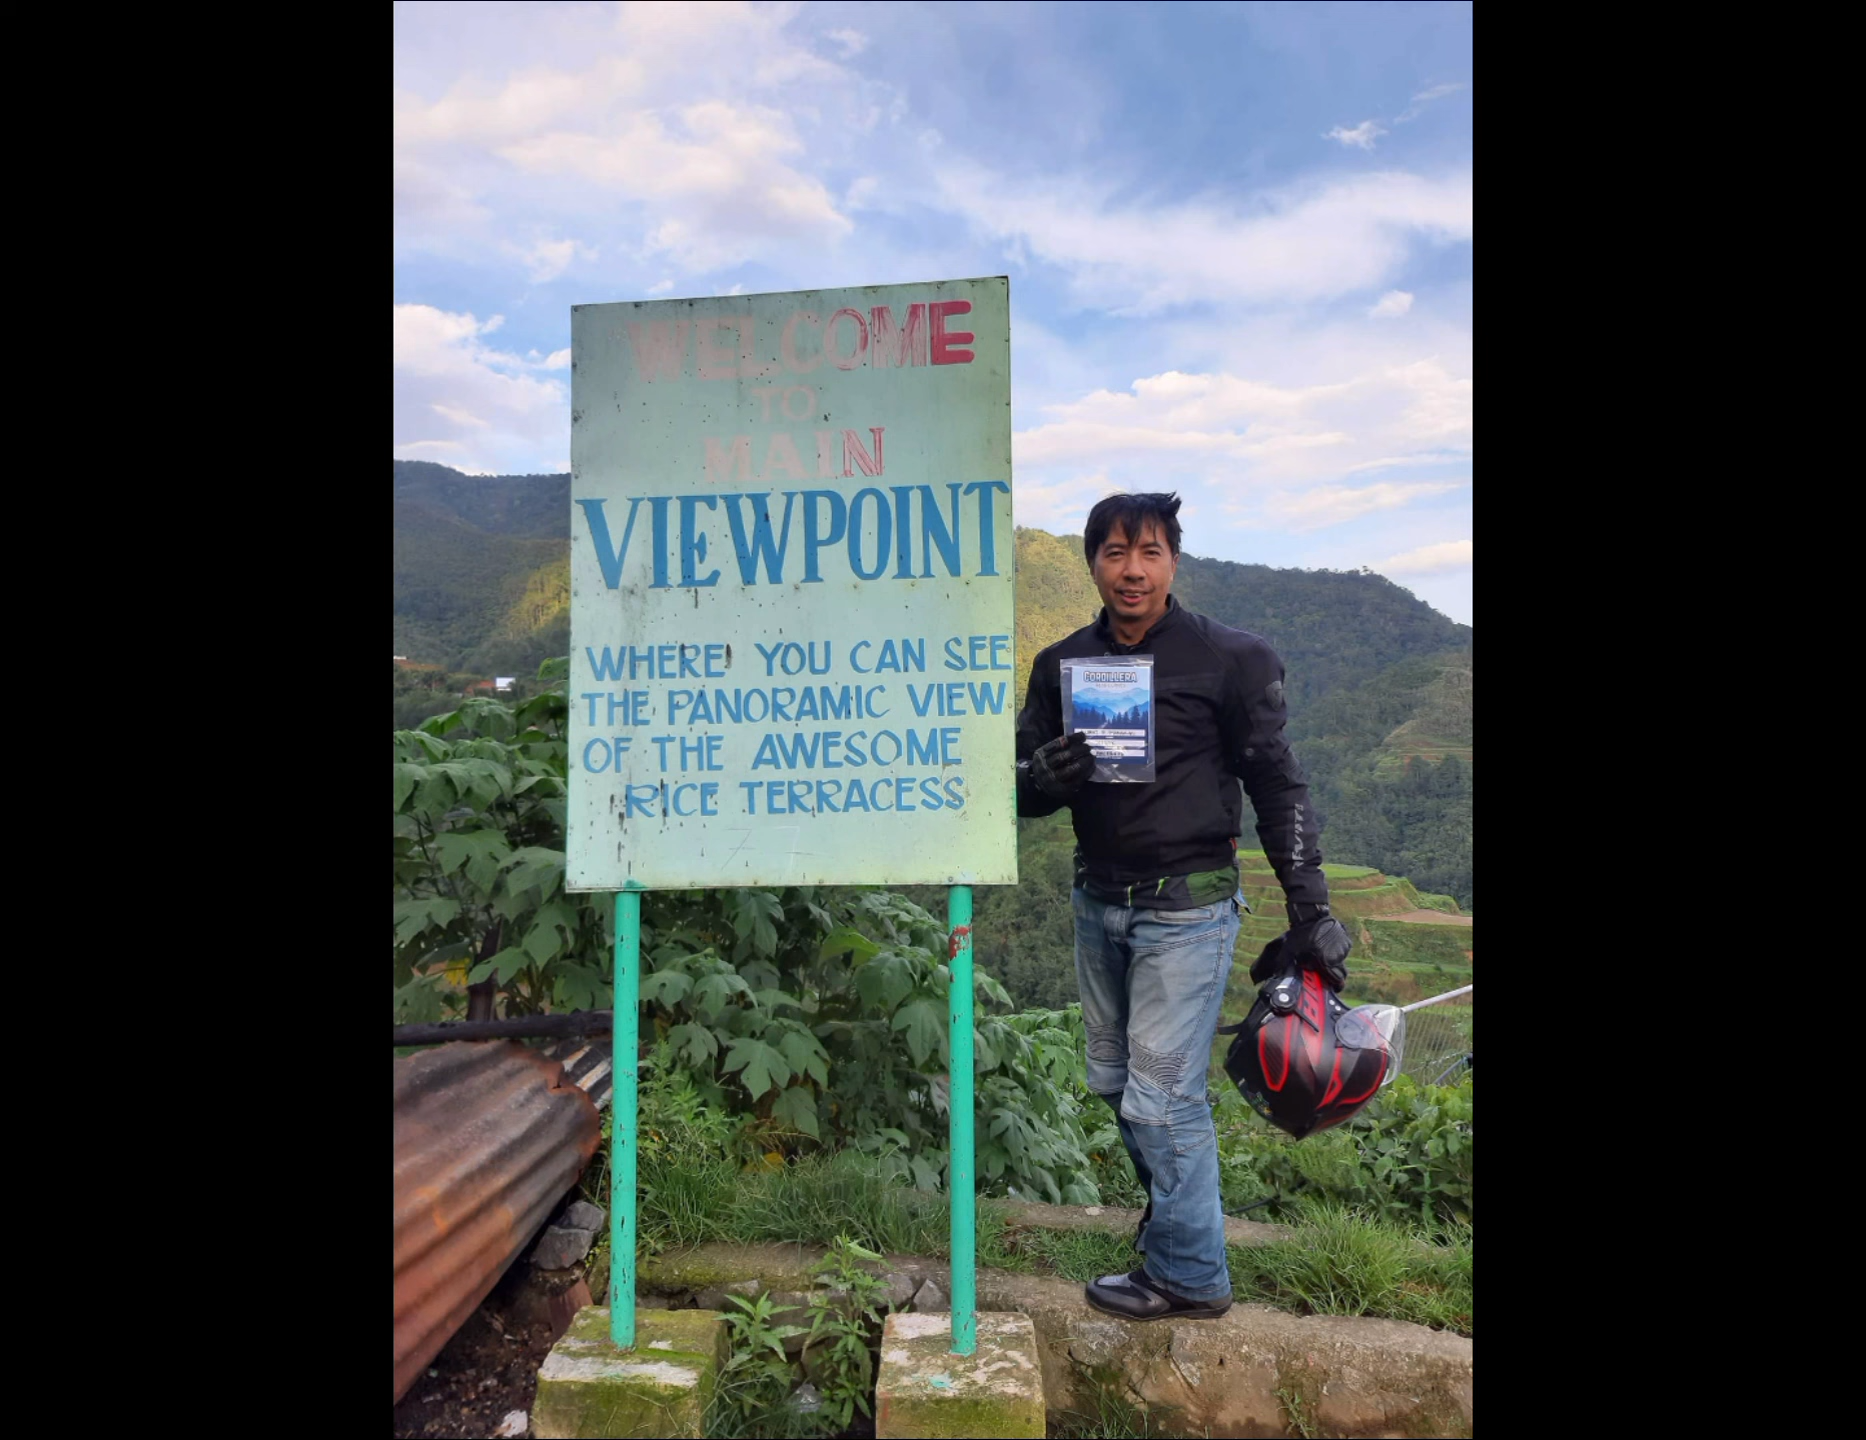 WELCOME
TO
MAIN
VIEWPOINT
WHERE YOU CAN SEE
THE PANORAMIC VIEW
OF THE AWESOME
RICE TERRACESS
CORDILLERA